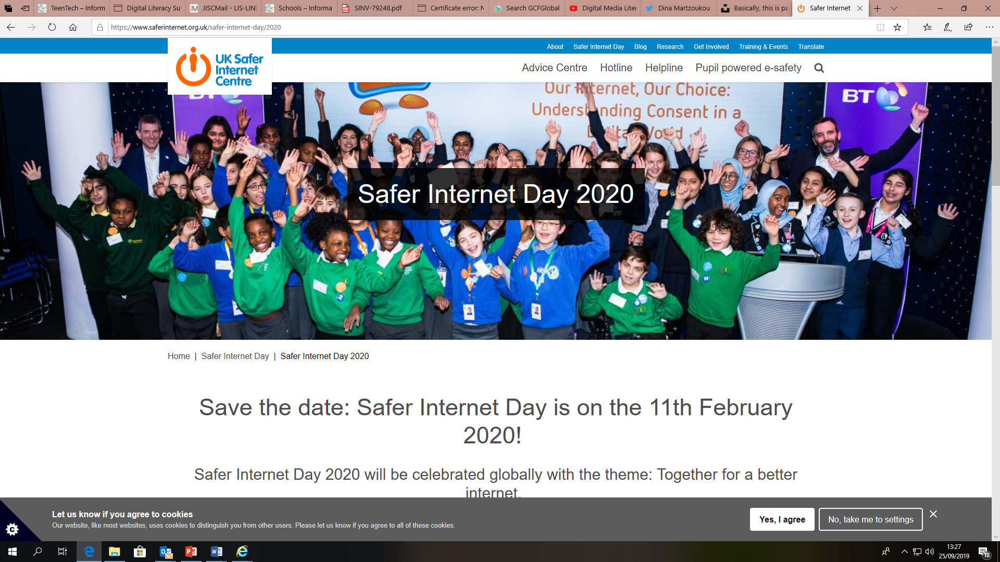 TeenTech – Inform
Digital Literacy Su
JISCMail - LIS-LIN
Schools – Informa
SINV-79248.pdf
Certificate error: N
Search GCFGlobal
Digital Media Liter
Dina Martzoukou
Basically, this is pa
Safer Internet
https://www.saferinternet.org.uk/safer-internet-day/2020
About
Safer Internet Day
Blog
Research
Get Involved
Training & Events
Translate
UK Safer
Internet
Centre
Advice Centre
Hotline
Helpline
Pupil powered e-safety
BT
Our Internet, Our Choice:
Understanding Consent in a
Digital World
BT
Safer Internet Day 2020
Home | Safer Internet Day | Safer Internet Day 2020
Save the date: Safer Internet Day is on the 11th February
2020!
Safer Internet Day 2020 will be celebrated globally with the theme: Together for a better
internet.
Let us know if you agree to cookies
Our website, like most websites, uses cookies to distinguish you from other users. Please let us know if you agree to all of these cookies.
Yes, I agree
No, take me to settings
13:27
25/09/2019
18